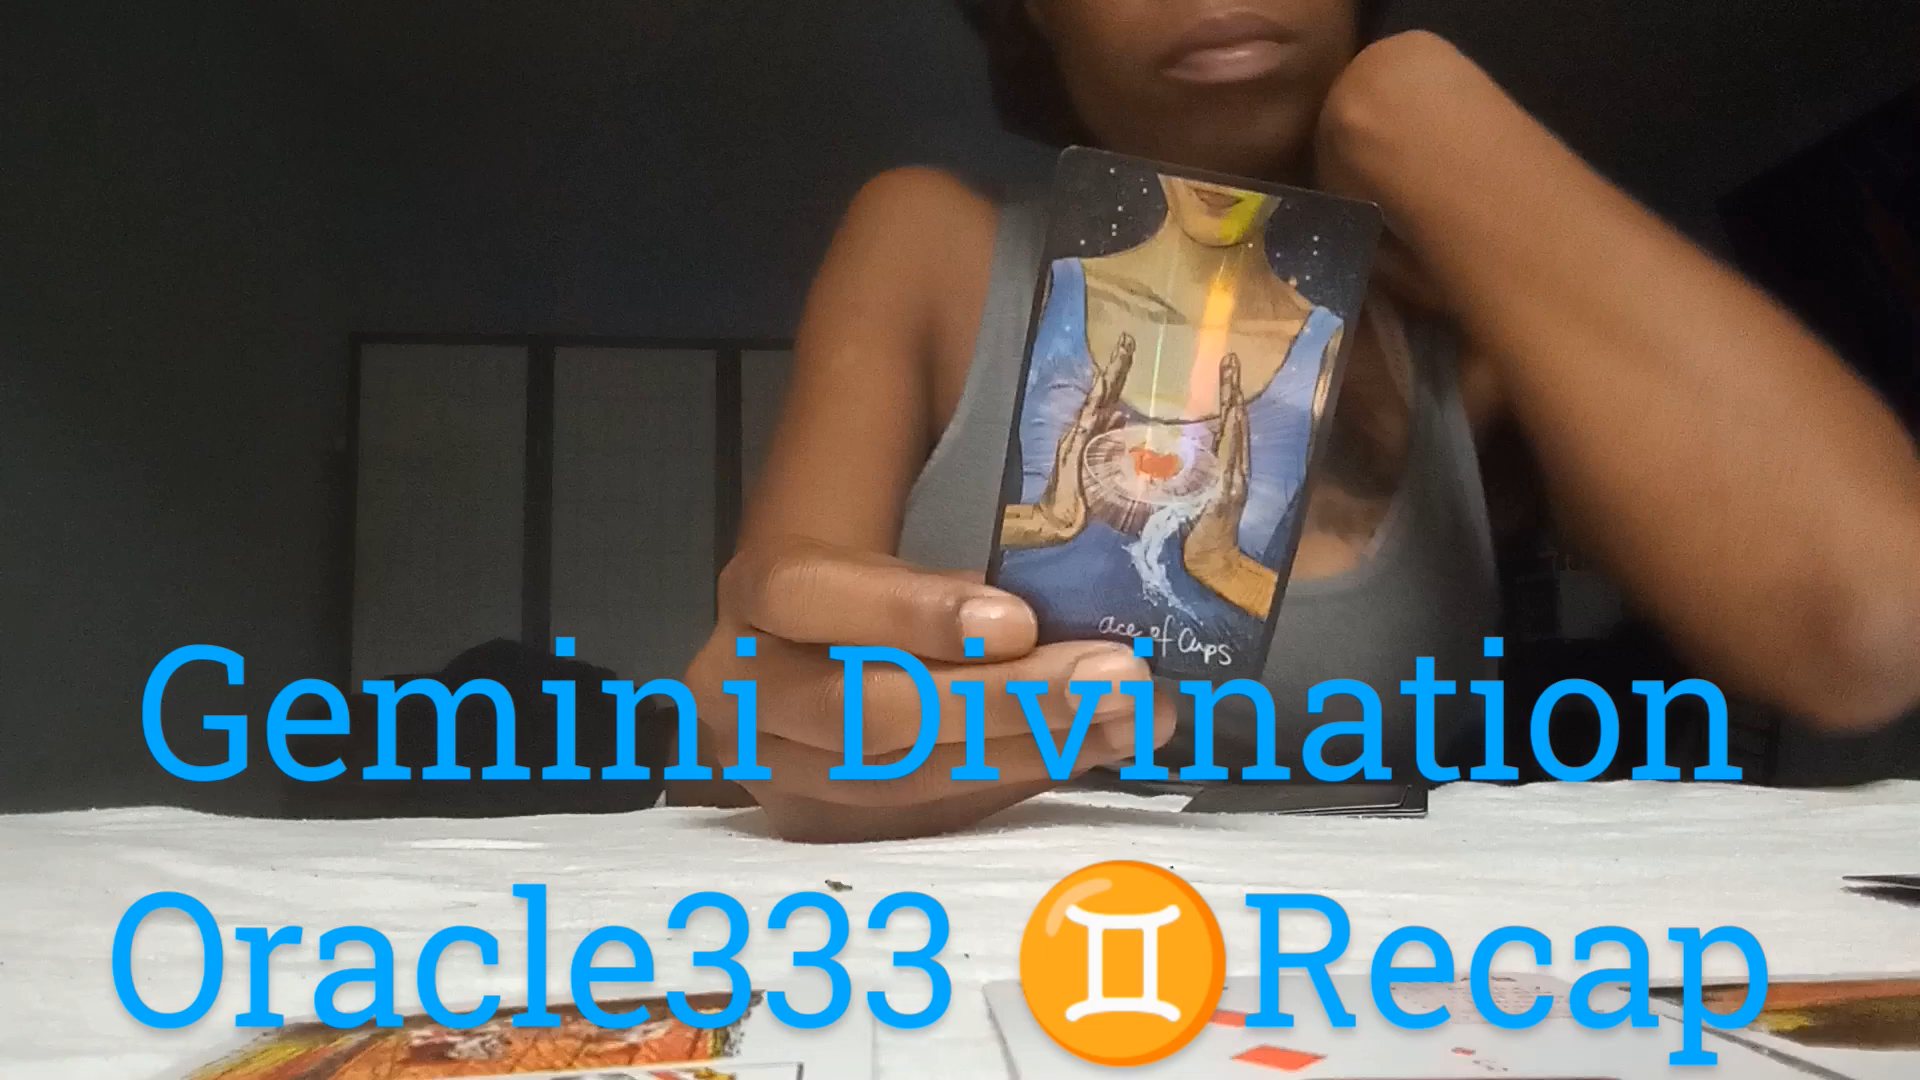 ace of Cups
Gemini Divination
Oracle333 ♊Recap